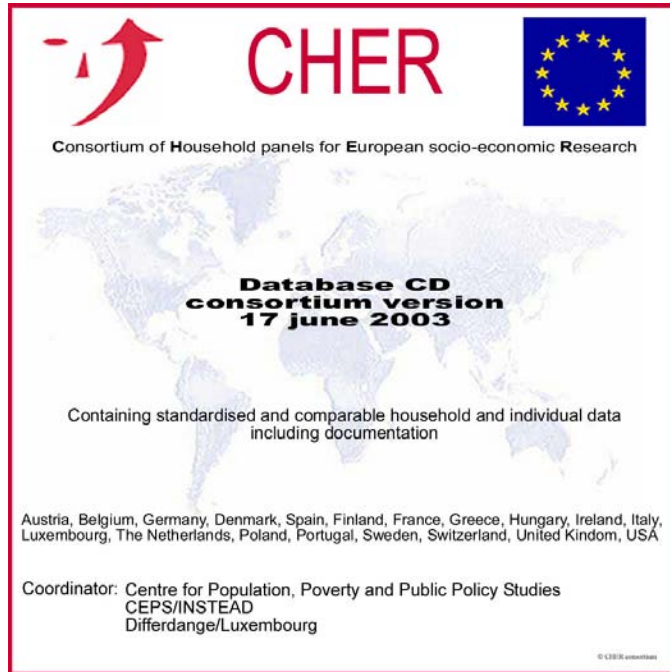 CHER
Consortium of Household panels for European socio-economic Research
Database CD
consortium version
17 june 2003
Containing standardised and comparable household and individual data
including documentation
Austria, Belgium, Germany, Denmark, Spain, Finland, France, Greece, Hungary, Ireland, Italy,
Luxembourg, The Netherlands, Poland, Portugal, Sweden, Switzerland, United Kindom, USA
Coordinator: Centre for Population, Poverty and Public Policy Studies
CEPS/INSTEAD
Differdange/Luxembourg
© CHER consortium